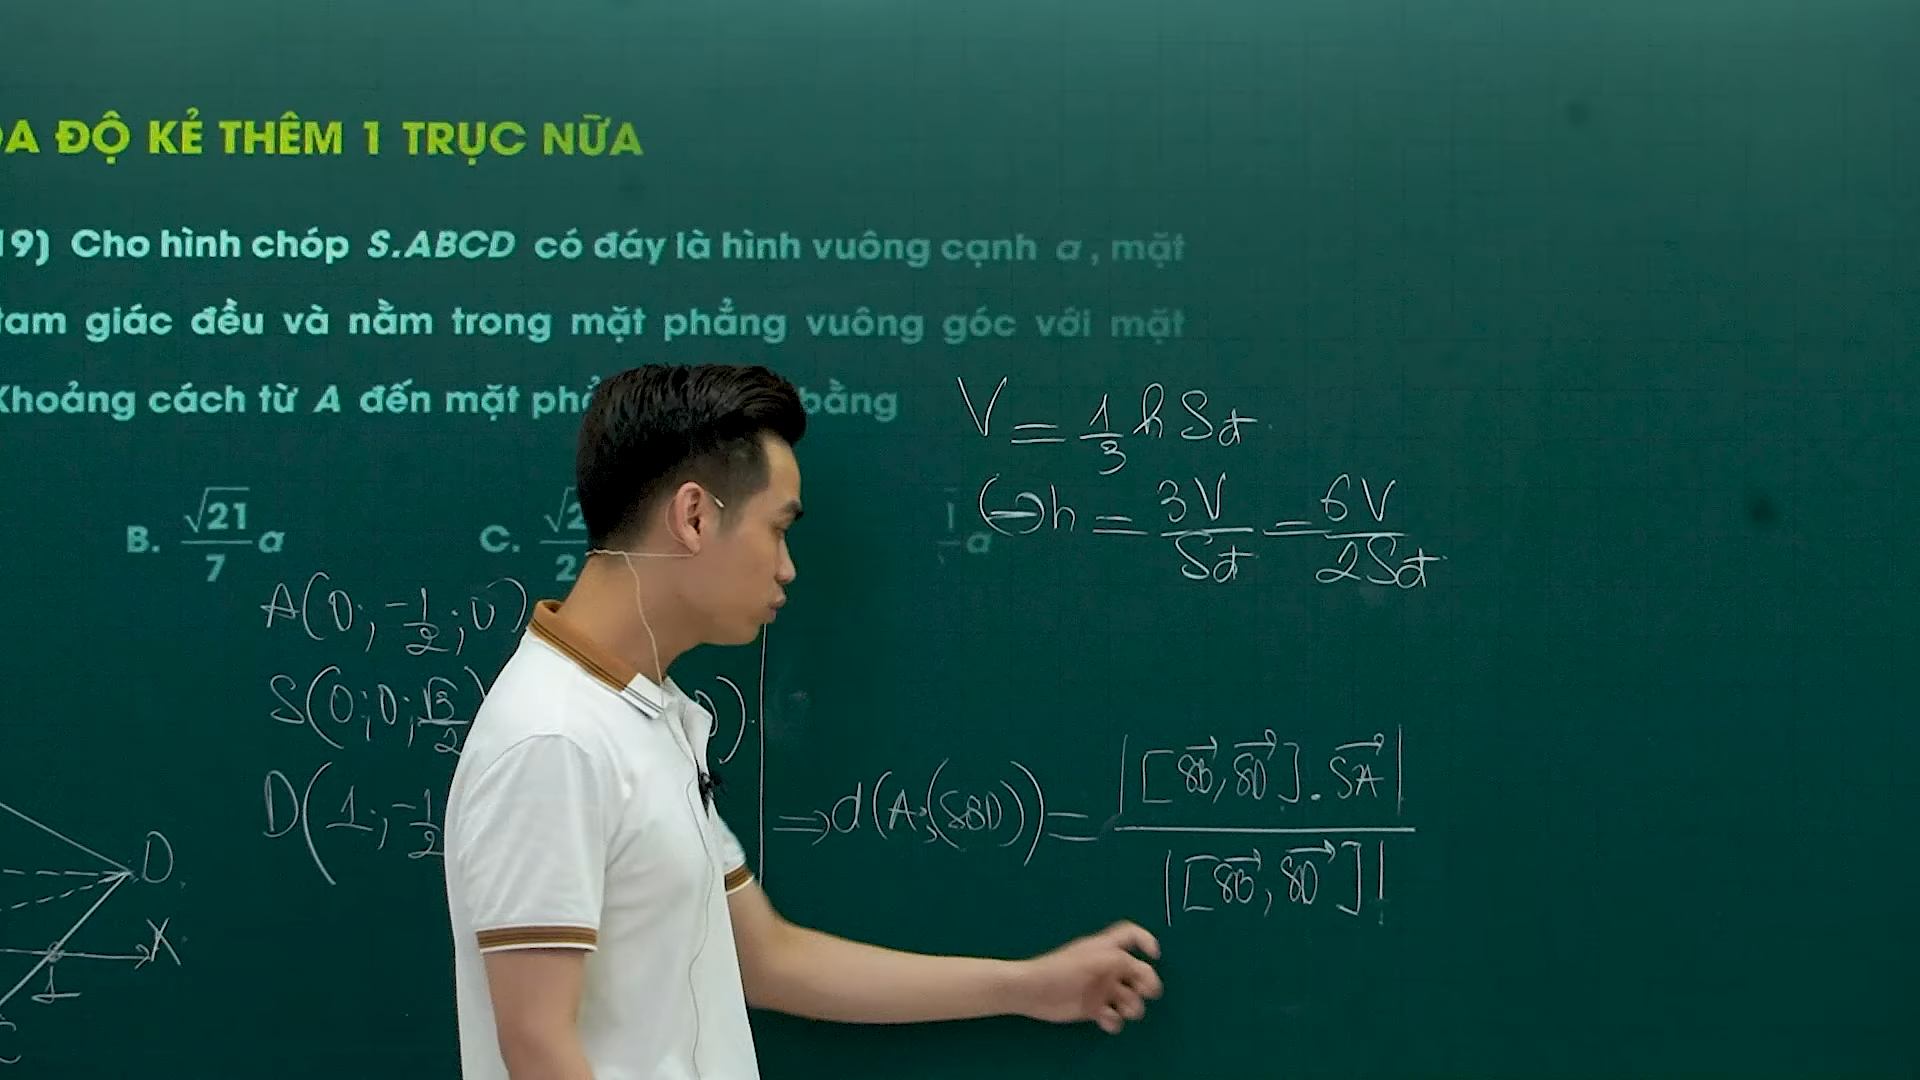 ĐỘ KẺ THÊM 1 TRỤC NỮA
19) Cho hình chóp S.ABCD có đáy là hình vuông cạnh a, mặt
tam giác đều và nằm trong mặt phẳng vuông góc với mặt
Khoảng cách từ A đến mặt bằng
V = 1/3 h Sđ
⇔ h = 3V/Sđ = 6V/2Sđ
B. √21/7 a
C.
a
A(0; -1/2; 0)
S(0; 0; √3/2)
D(1; -1/2
⇒ d(A;(SBD)) = |[SB→, SD→].SA→| / |[SB→, SD→]|
D
X
1
C